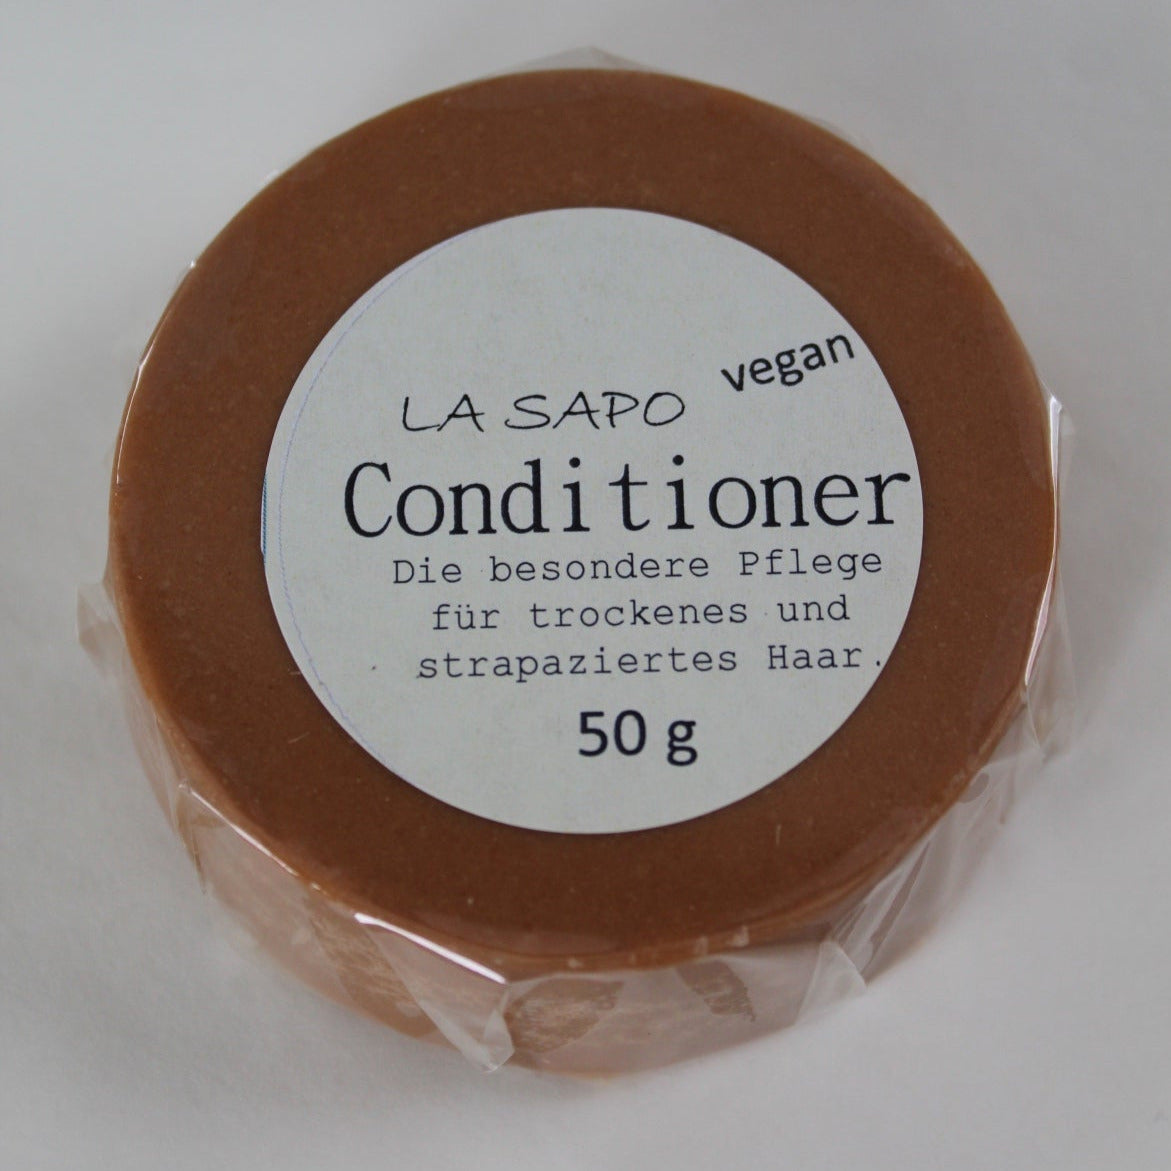 vegan
LA SAPO
Conditioner
Die besondere Pflege
für trockenes und
strapaziertes Haar.
50 g